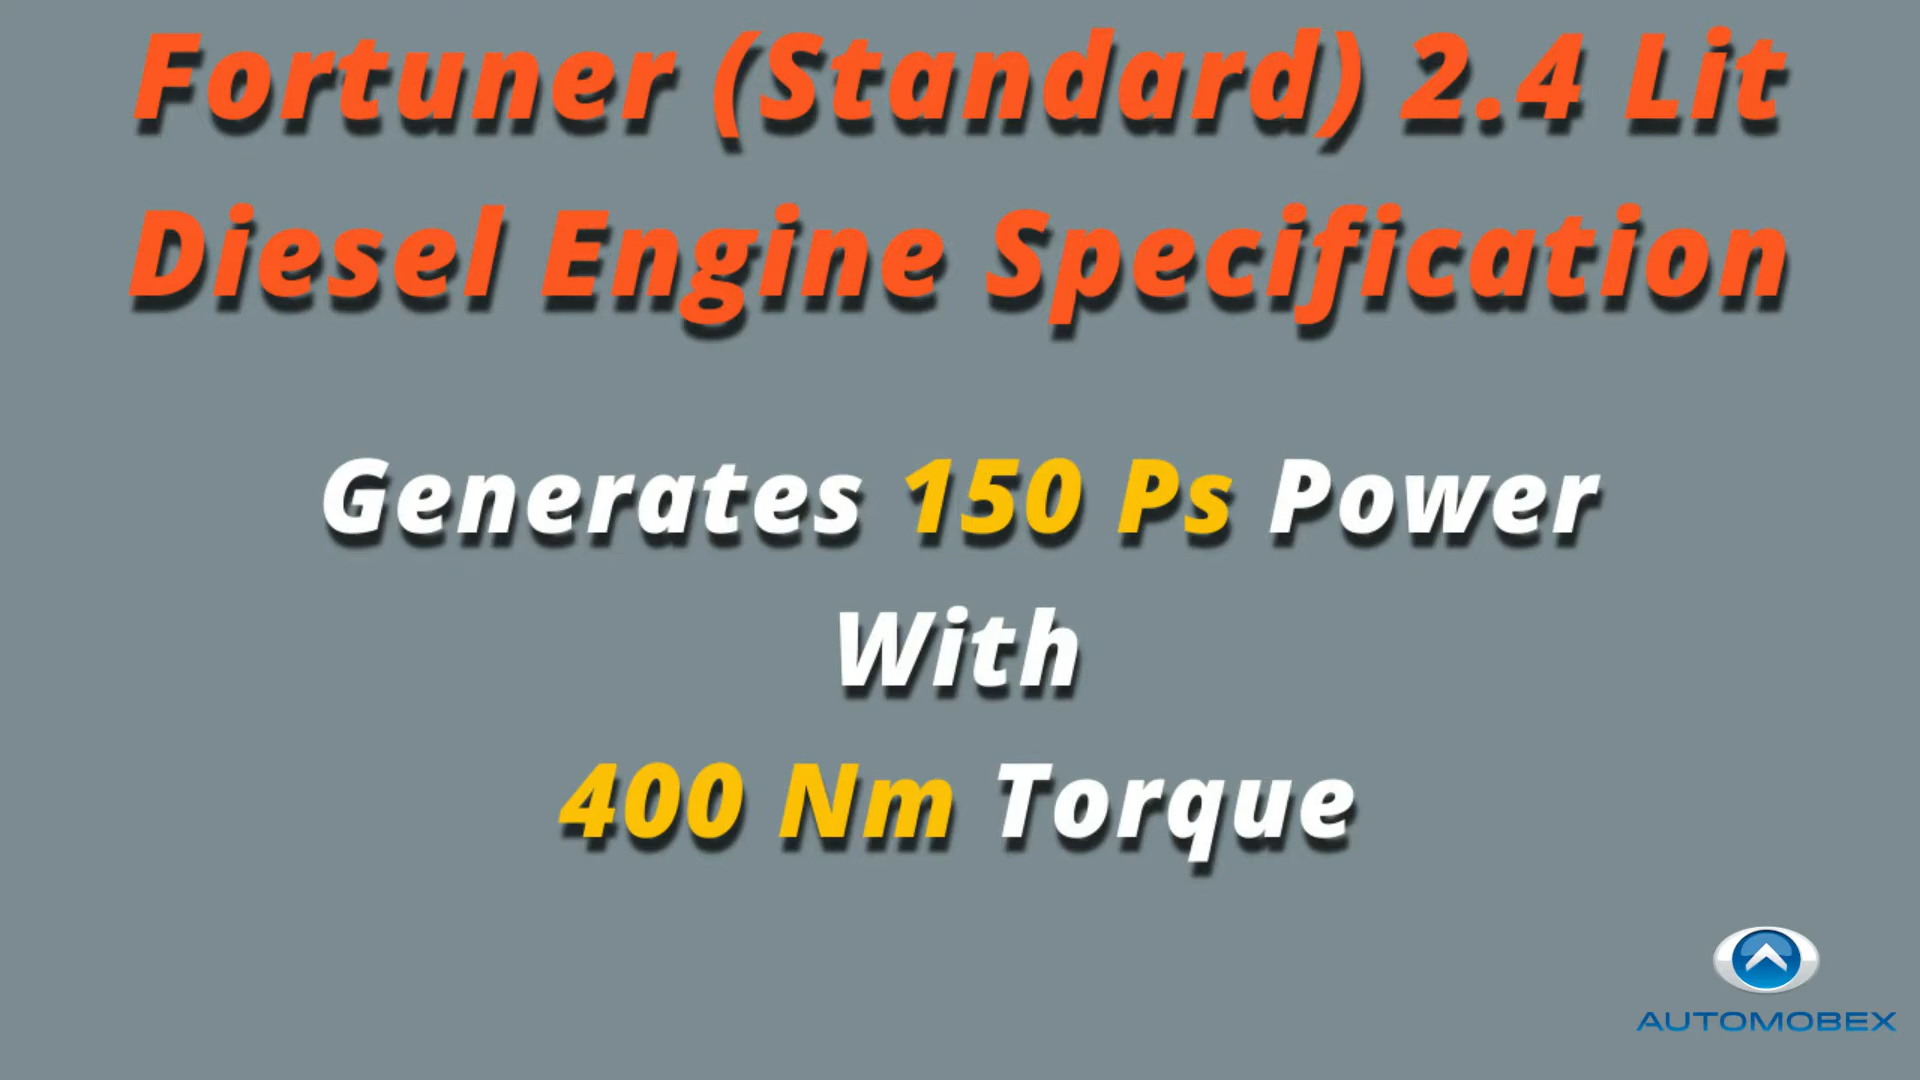 Fortuner (Standard) 2.4 Lit
Diesel Engine Specification
Generates 150 Ps Power
With
400 Nm Torque
AUTOMOBEX